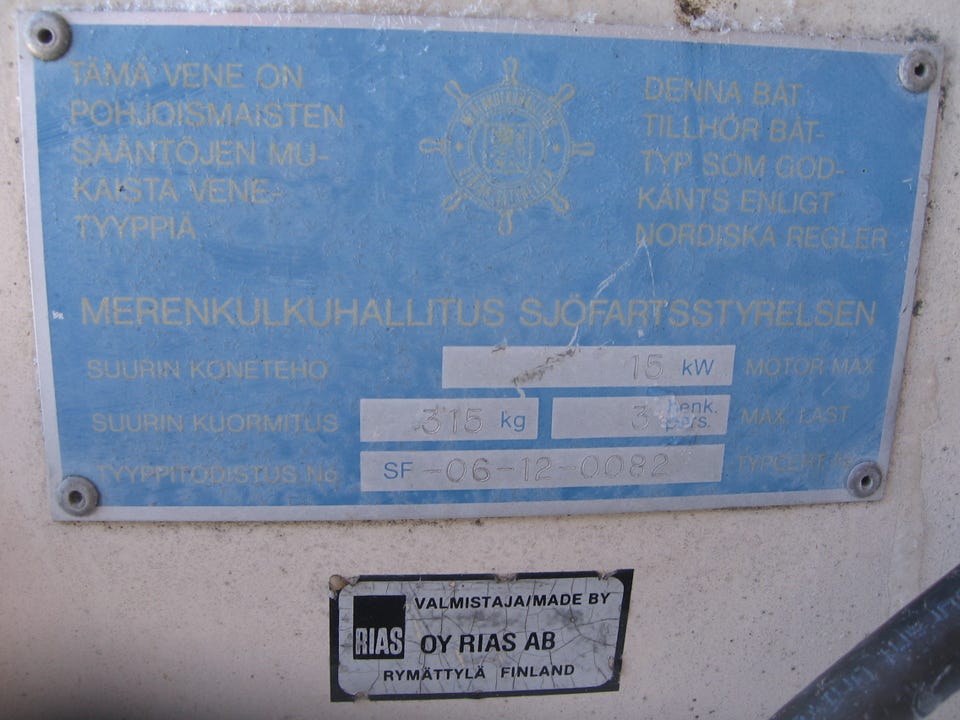 TÄMÄ VENE ON
POHJOISMAISTEN
SÄÄNTÖJEN MU-
KAISTA VENE-
TYYPPIÄ
DENNA BÅT
TILLHÖR BÅT-
TYP SOM GOD-
KÄNTS ENLIGT
NORDISKA REGLER
MERENKULKUHALLITUS SJÖFARTSSTYRELSEN
SUURIN KONETEHO 15 kW MOTOR MAX
SUURIN KUORMITUS 315 kg 3 henk. pers. MAX LAST
TYYPPITODISTUS No SF -06-12-0082 TYPCERT.
RIAS
VALMISTAJA/MADE BY
OY RIAS AB
RYMÄTTYLÄ FINLAND